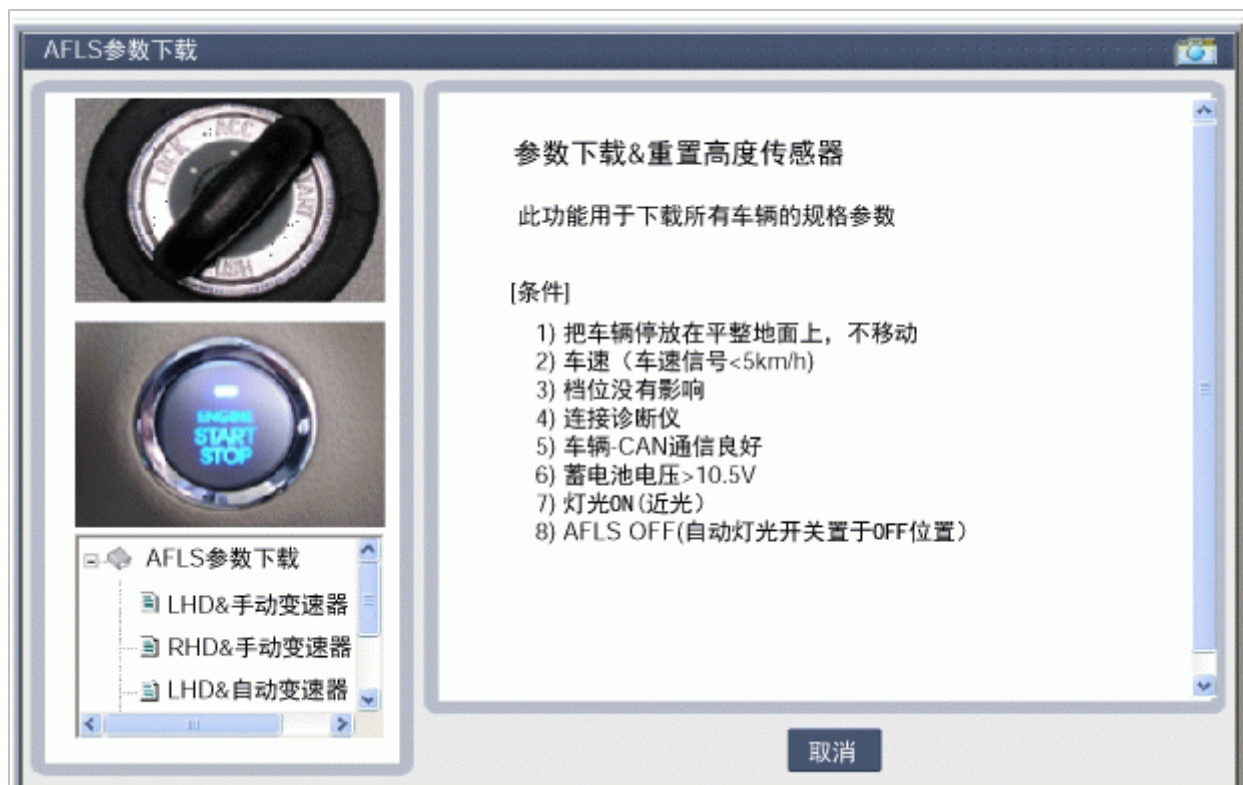 AFLS参数下载
ACC
LOCK
START
PUSH
ENGINE
START
STOP
AFLS参数下载
LHD&手动变速器
RHD&手动变速器
LHD&自动变速器
参数下载&重置高度传感器
此功能用于下载所有车辆的规格参数
[条件]
1) 把车辆停放在平整地面上，不移动
2) 车速（车速信号<5km/h)
3) 档位没有影响
4) 连接诊断仪
5) 车辆-CAN通信良好
6) 蓄电池电压>10.5V
7) 灯光ON(近光）
8) AFLS OFF(自动灯光开关置于OFF位置）
取消